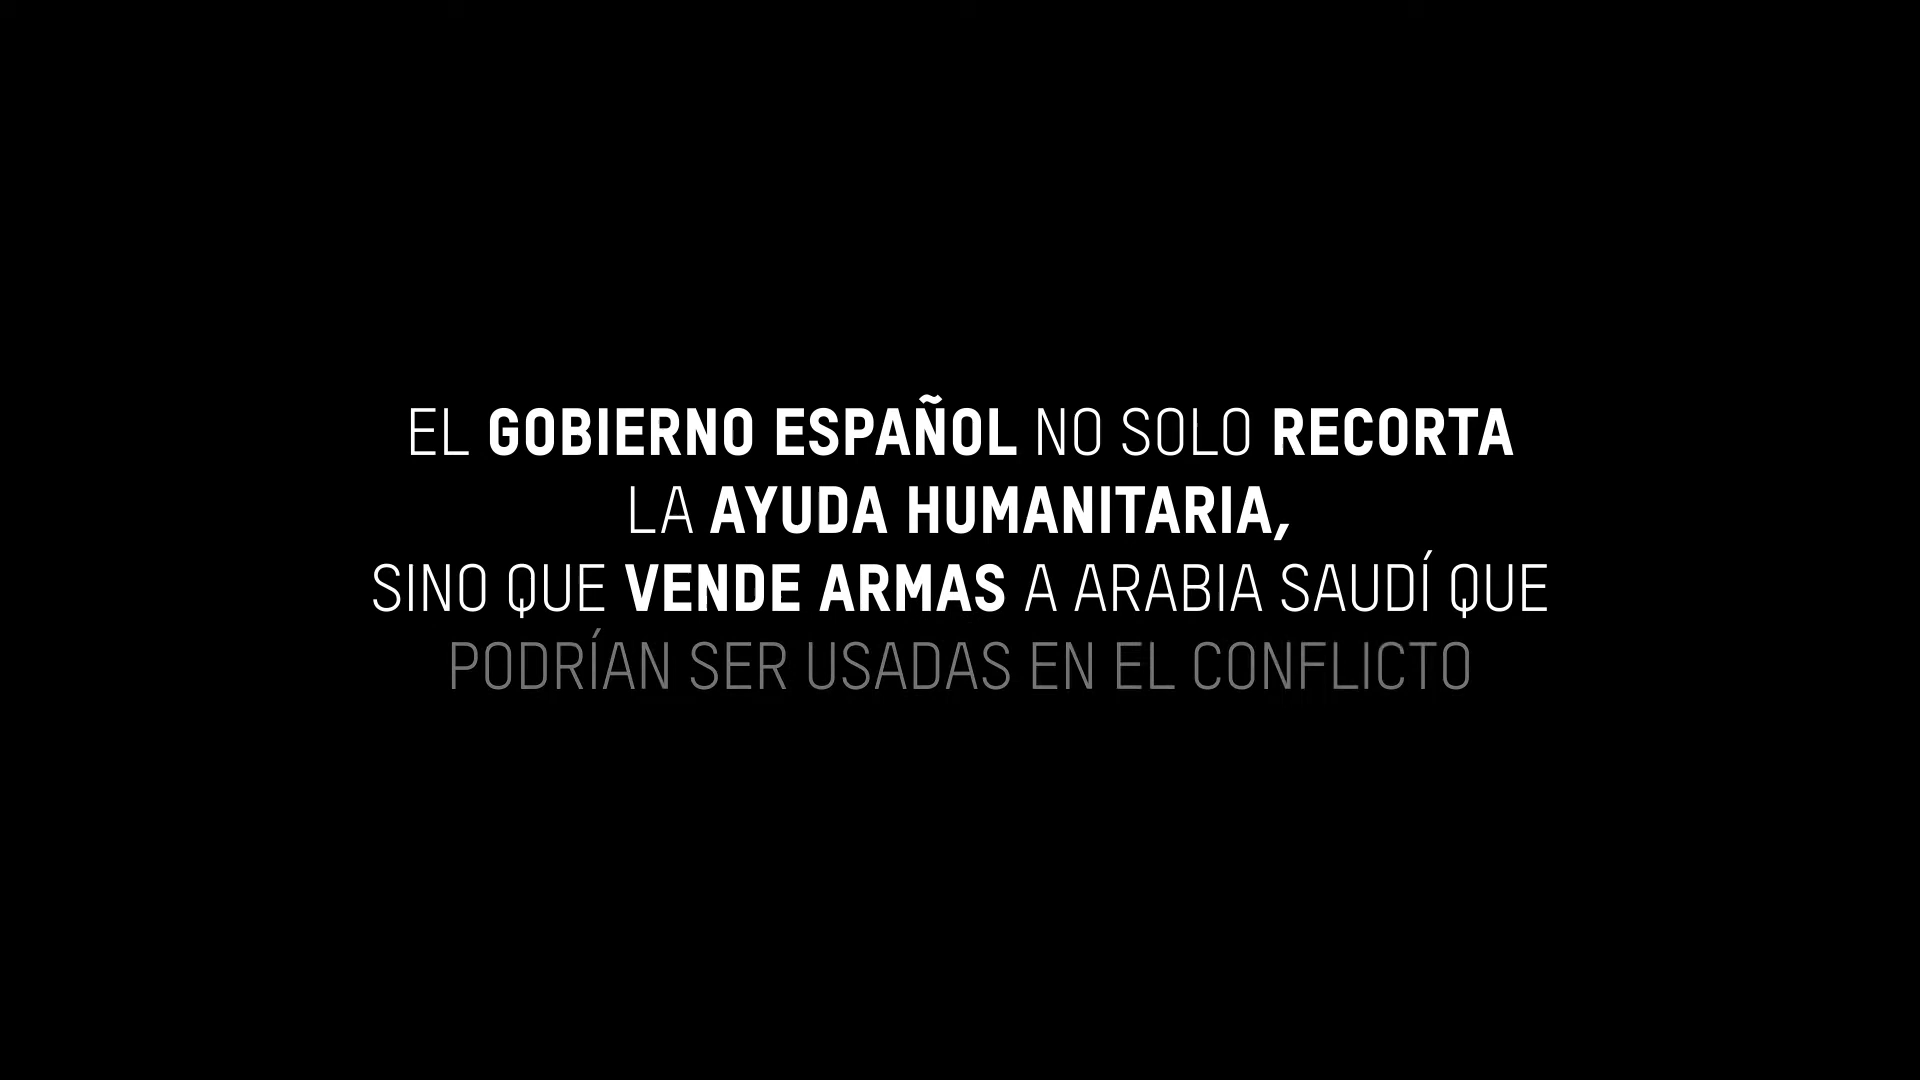 EL GOBIERNO ESPAÑOL NO SOLO RECORTA
LA AYUDA HUMANITARIA,
SINO QUE VENDE ARMAS A ARABIA SAUDÍ QUE
PODRÍAN SER USADAS EN EL CONFLICTO